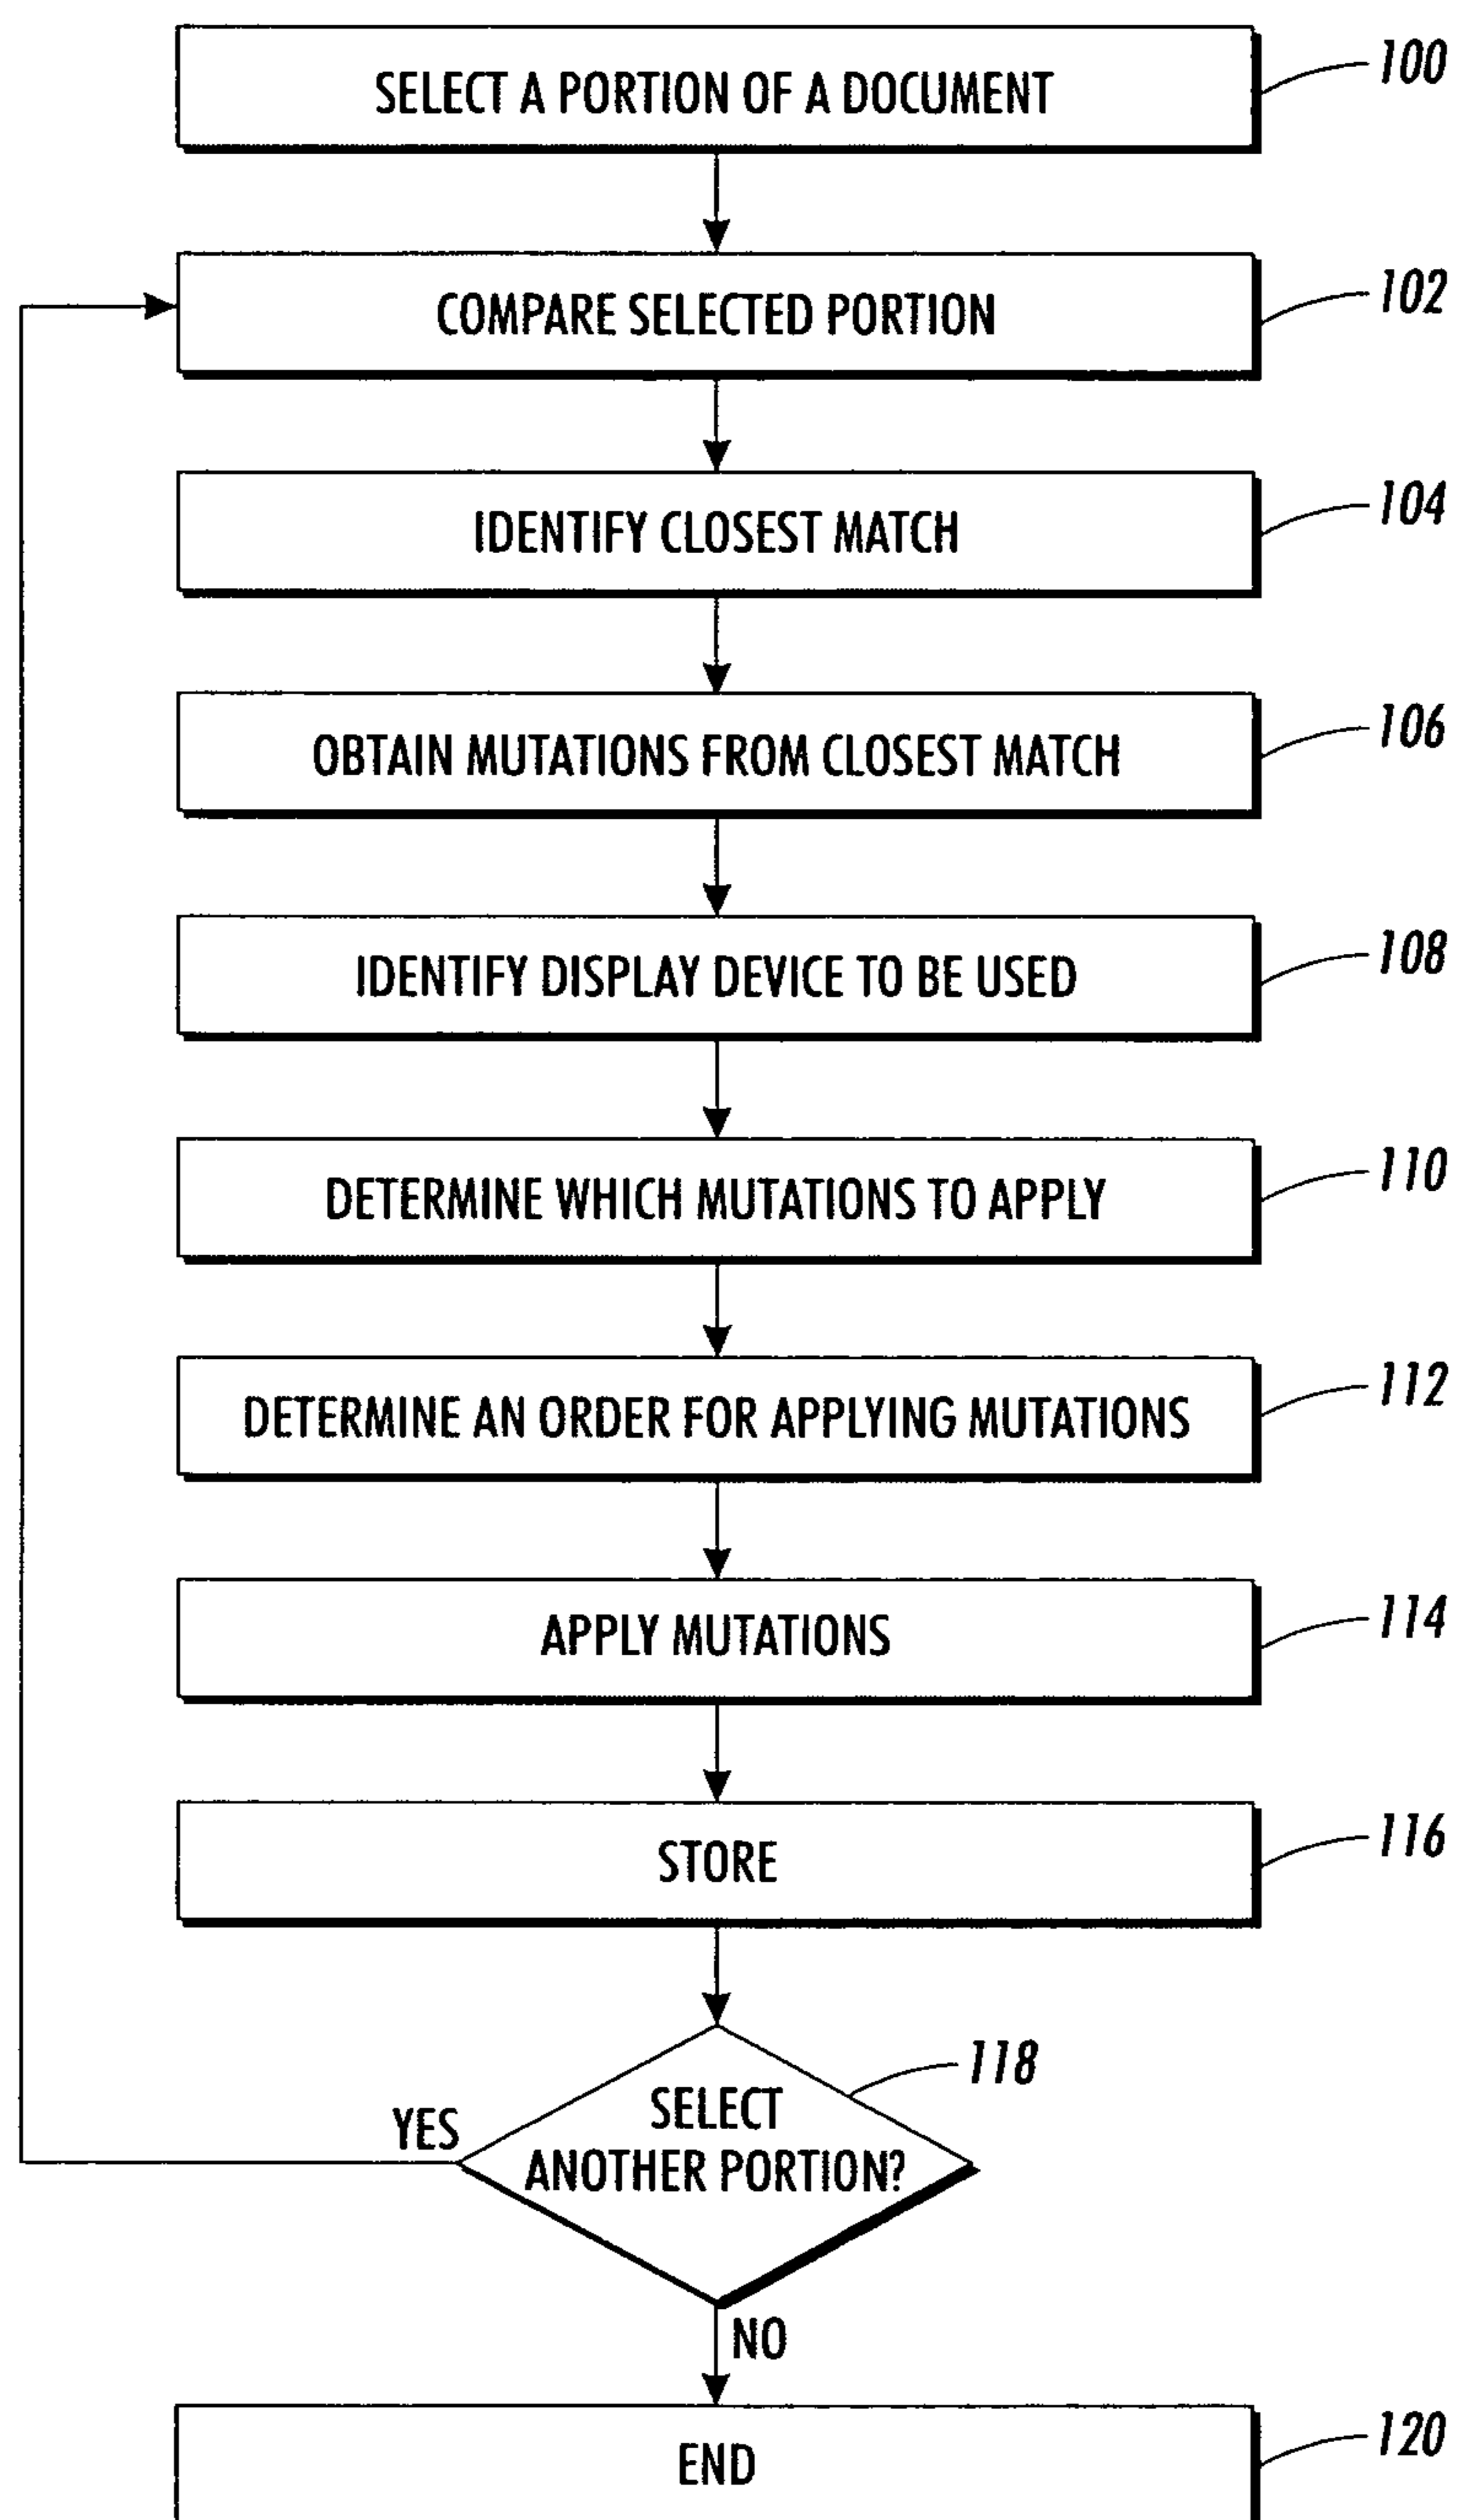 SELECT A PORTION OF A DOCUMENT
100
COMPARE SELECTED PORTION
102
IDENTIFY CLOSEST MATCH
104
OBTAIN MUTATIONS FROM CLOSEST MATCH
106
IDENTIFY DISPLAY DEVICE TO BE USED
108
DETERMINE WHICH MUTATIONS TO APPLY
110
DETERMINE AN ORDER FOR APPLYING MUTATIONS
112
APPLY MUTATIONS
114
STORE
116
SELECT
ANOTHER PORTION?
118
YES
NO
END
120